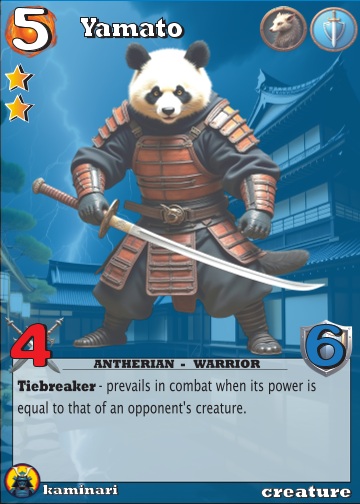 5 Yamato
4
6
ANTHERIAN - WARRIOR
Tiebreaker - prevails in combat when its power is
equal to that of an opponent's creature.
kaminari
creature